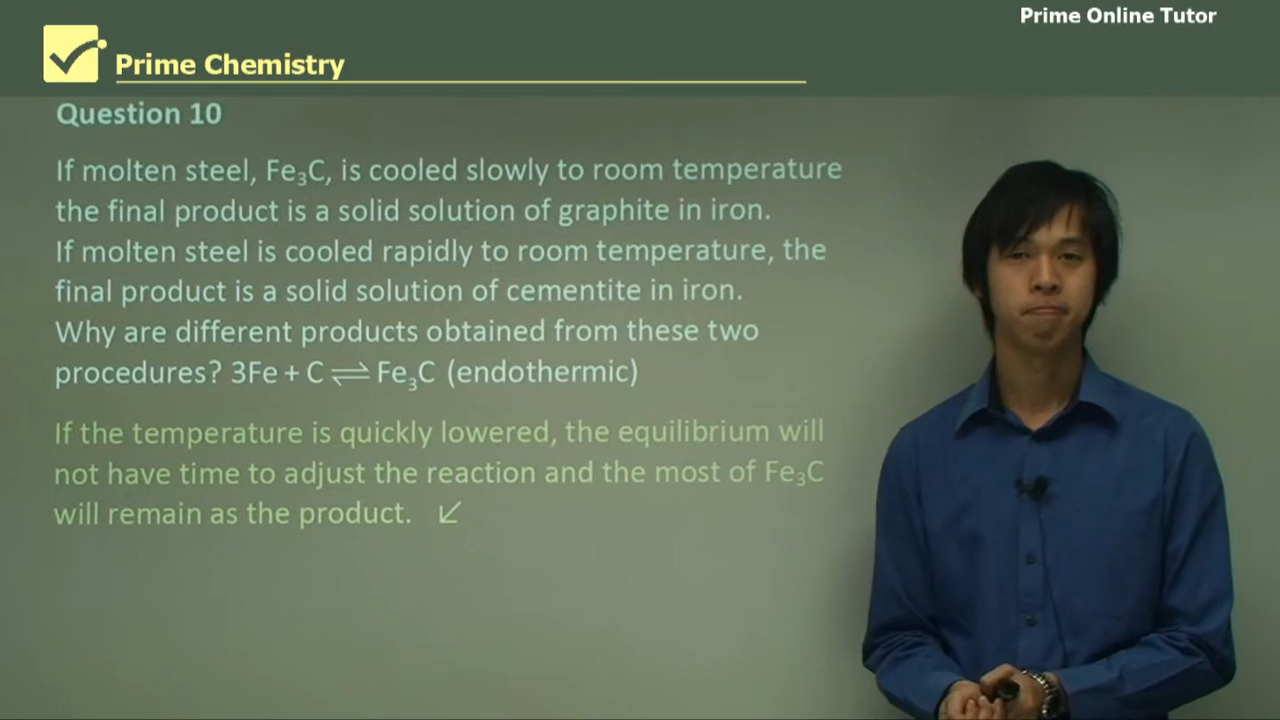 Prime Online Tutor
Prime Chemistry
Question 10
If molten steel, Fe₃C, is cooled slowly to room temperature
the final product is a solid solution of graphite in iron.
If molten steel is cooled rapidly to room temperature, the
final product is a solid solution of cementite in iron.
Why are different products obtained from these two
procedures? 3Fe + C ⇌ Fe₃C (endothermic)
If the temperature is quickly lowered, the equilibrium will
not have time to adjust the reaction and the most of Fe₃C
will remain as the product. ↙